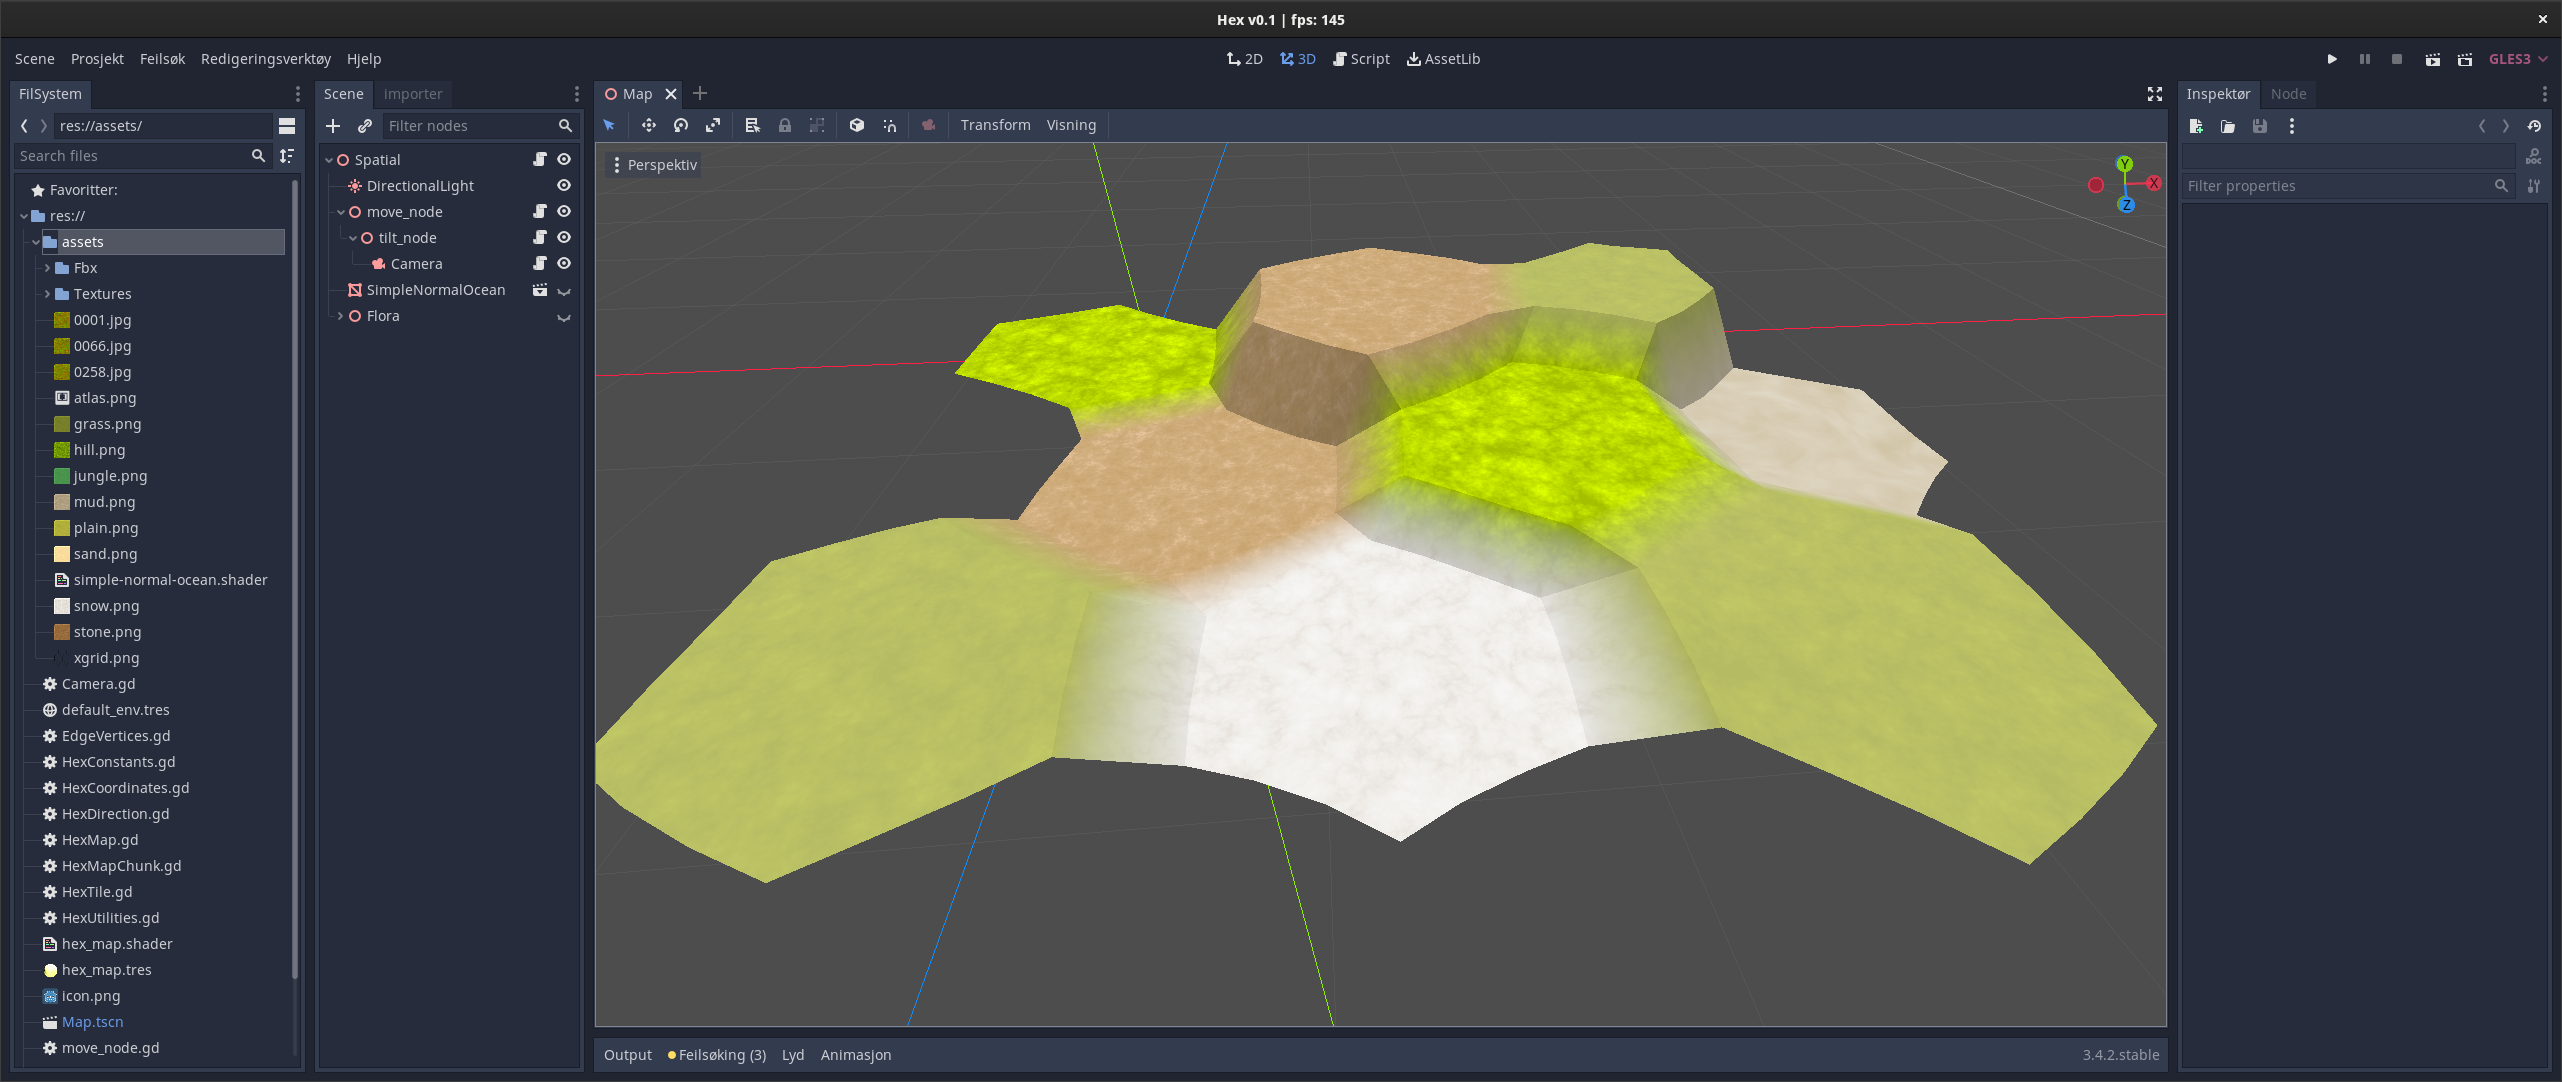 Hex v0.1 | fps: 145
Scene Prosjekt Feilsøk Redigeringsverktøy Hjelp
2D 3D Script AssetLib
GLES3
FilSystem
res://assets/
Search files
Favoritter:
res://
assets
Fbx
Textures
0001.jpg
0066.jpg
0258.jpg
atlas.png
grass.png
hill.png
jungle.png
mud.png
plain.png
sand.png
simple-normal-ocean.shader
snow.png
stone.png
xgrid.png
Camera.gd
default_env.tres
EdgeVertices.gd
HexConstants.gd
HexCoordinates.gd
HexDirection.gd
HexMap.gd
HexMapChunk.gd
HexTile.gd
HexUtilities.gd
hex_map.shader
hex_map.tres
icon.png
Map.tscn
move_node.gd
Scene Importer
Filter nodes
Spatial
DirectionalLight
move_node
tilt_node
Camera
SimpleNormalOcean
Flora
Map
Transform Visning
Perspektiv
Y
X
Z
Output Feilsøking (3) Lyd Animasjon
3.4.2.stable
Inspektør Node
Filter properties